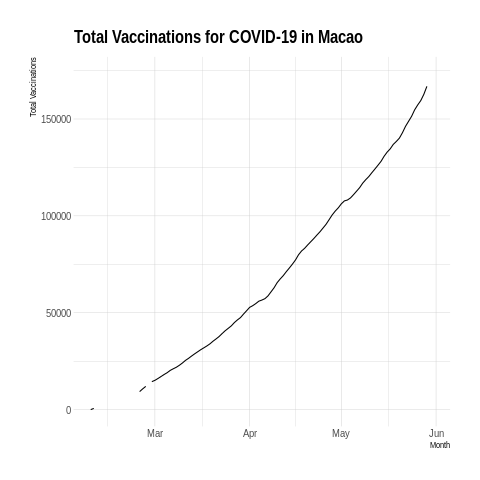 Total Vaccinations for COVID-19 in Macao
Total Vaccinations
150000
100000
50000
0
Mar Apr May Jun
Month